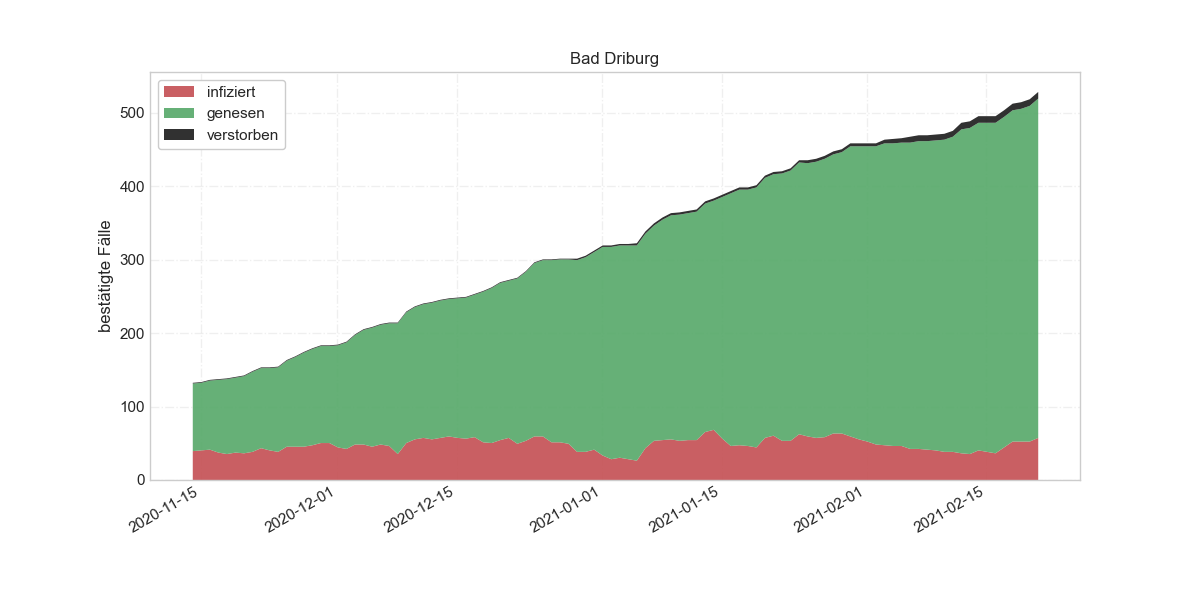 Bad Driburg
infiziert
genesen
verstorben
bestätigte Fälle
500
400
300
200
100
0
2020-11-15
2020-12-01
2020-12-15
2021-01-01
2021-01-15
2021-02-01
2021-02-15